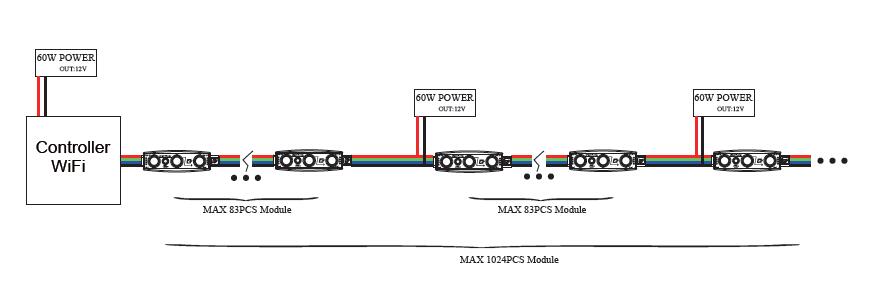 60W POWER
OUT:12V
60W POWER
OUT:12V
60W POWER
OUT:12V
Controller
WiFi
MAX 83PCS Module
MAX 83PCS Module
MAX 1024PCS Module